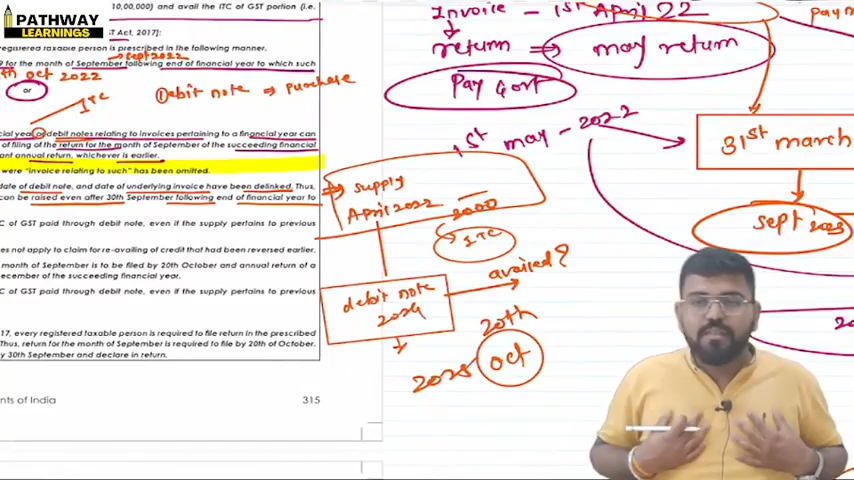 PATHWAY
LEARNINGS
10,00,000) and avail the ITC of GST portion (i.e.
ST Act, 2017]:
registered taxable person is prescribed in the following manner.
→ Sept 2022
9 for the month of September following end of financial year to which such
th oct 2022
or
ITC
Debit note ⇒ purchase
cial year or debit notes relating to invoices pertaining to a financial year can
of filing of the return for the month of September of the succeeding financial
ant annual return, whichever is earlier.
were "invoice relating to such" has been omitted.
date of debit note, and date of underlying invoice have been delinked. Thus,
can be raised even after 30th September following end of financial year to
C of GST paid through debit note, even if the supply pertains to previous
es not apply to claim for re-availing of credit that had been reversed earlier.
month of September is to be filed by 20th October and annual return of a
ecember of the succeeding financial year.
C of GST paid through debit note, even if the supply pertains to previous
17, every registered taxable person is required to file return in the prescribed
Thus, return for the month of September is required to file by 20th of October.
y 30th September and declare in return.
nts of India
315
Invoice - 1st April 22
return ⇒ may return
Pay Govt
1st may - 2022
31st march
⇒ supply
April 2022 2000
ITC
debit note
2024
availed?
20th
oct
2025
paym
20